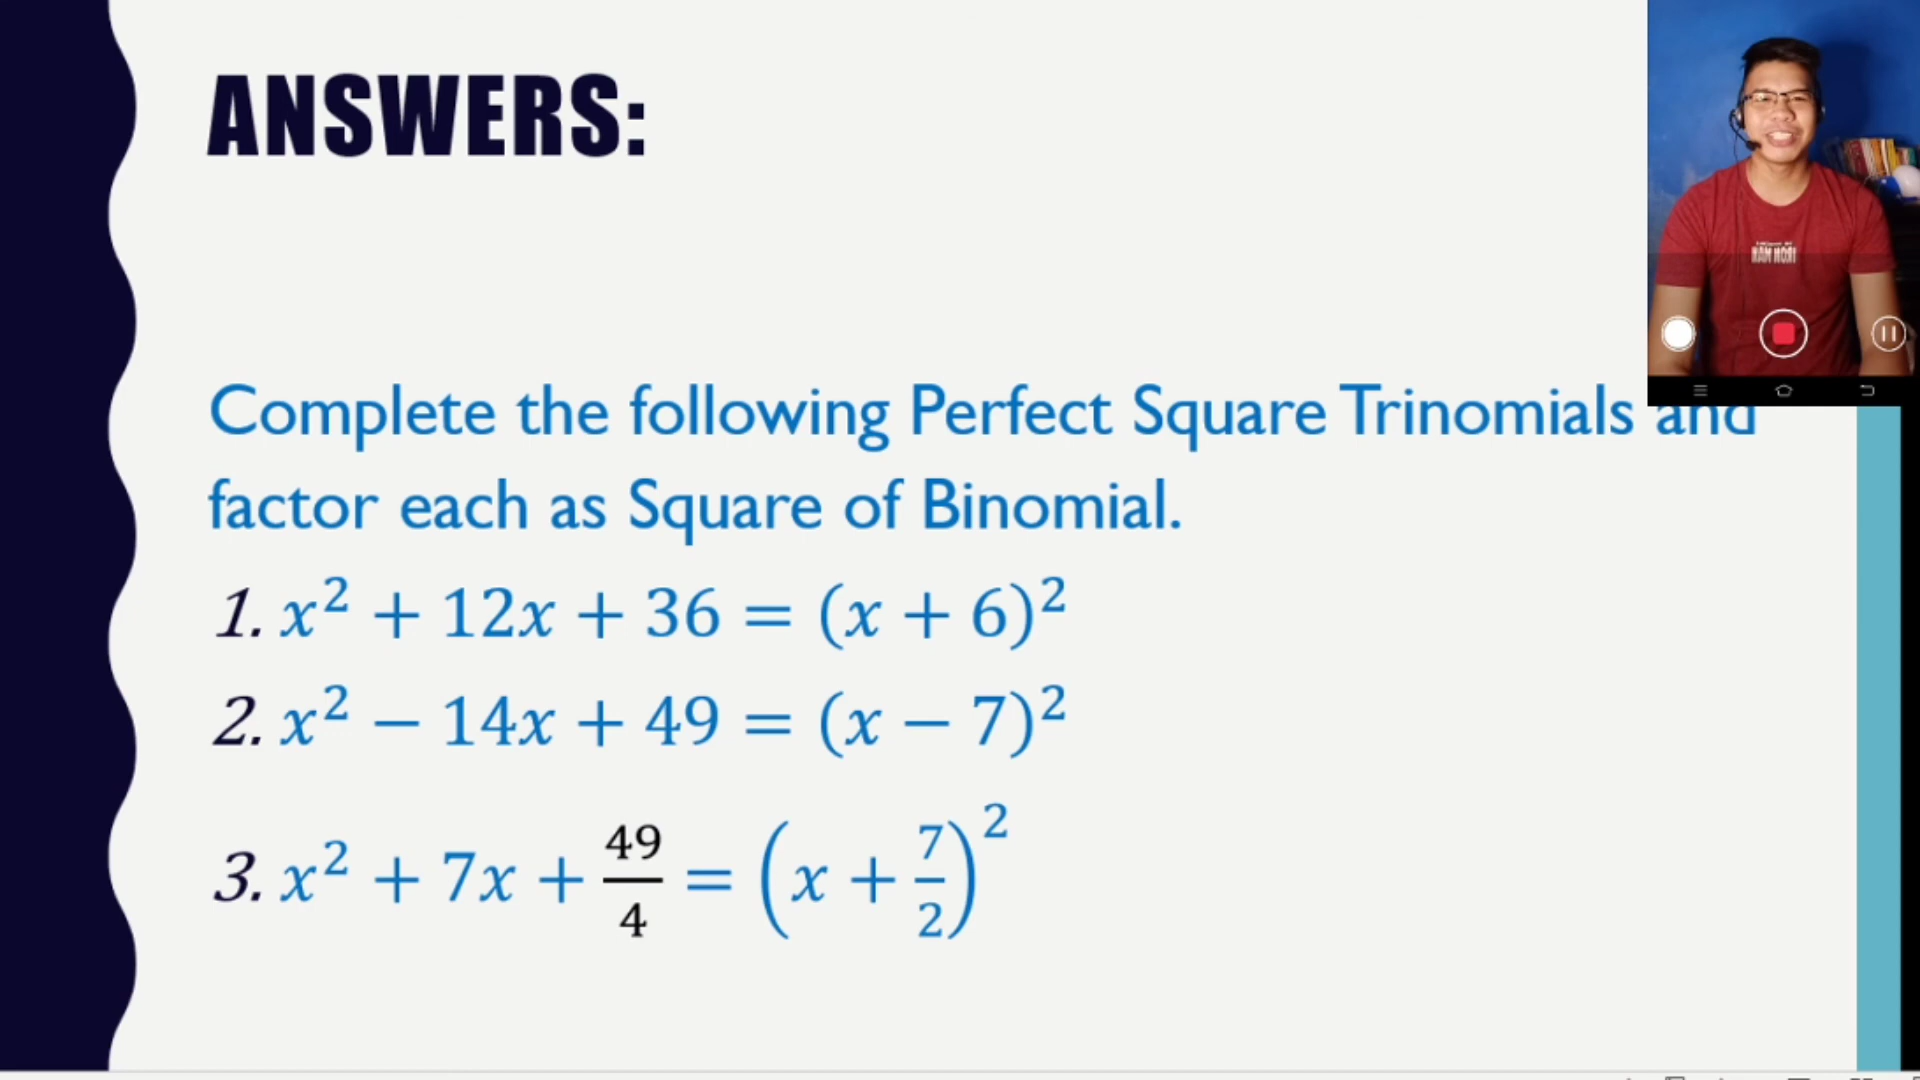 ANSWERS:
Complete the following Perfect Square Trinomials and
factor each as Square of Binomial.
1. x² + 12x + 36 = (x + 6)²
2. x² − 14x + 49 = (x − 7)²
3. x² + 7x + 49/4 = (x + 7/2)²